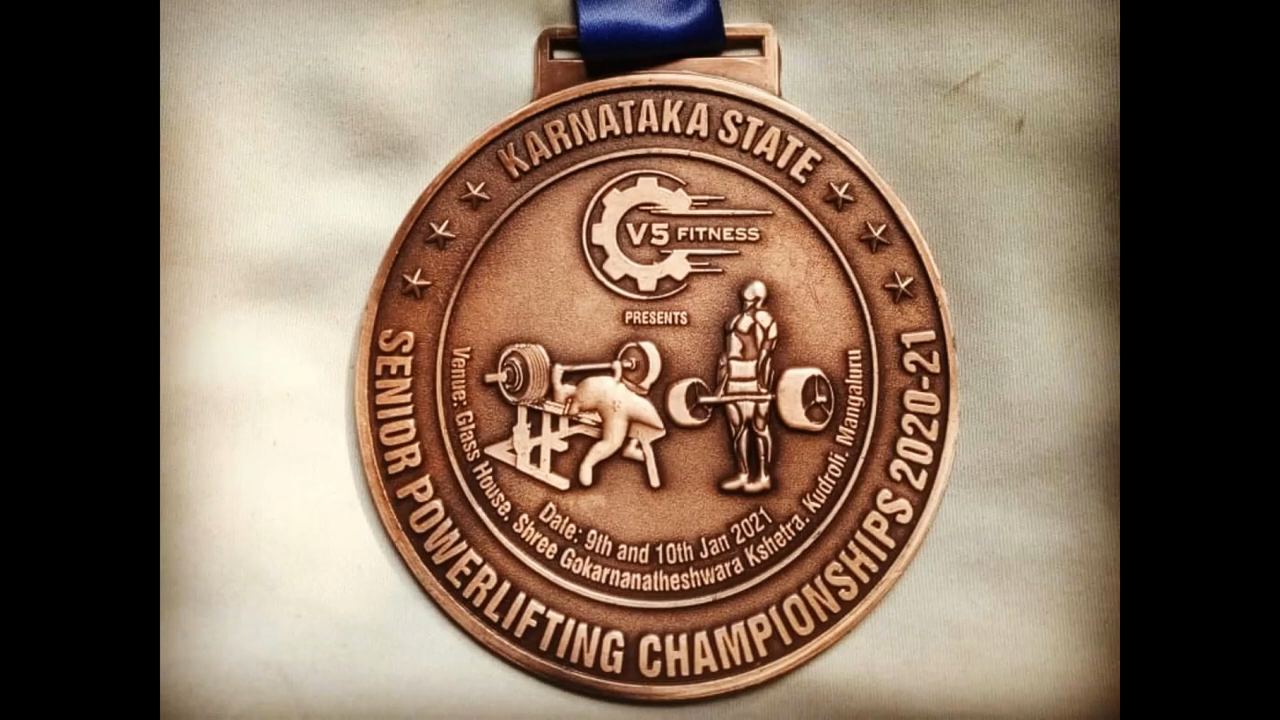 KARNATAKA STATE
V5 FITNESS
PRESENTS
Date: 9th and 10th Jan 2021
Venue: Glass House, Shree Gokarnanatheshwara Kshetra, Kudroli, Mangaluru
SENIOR POWERLIFTING CHAMPIONSHIPS 2020-21